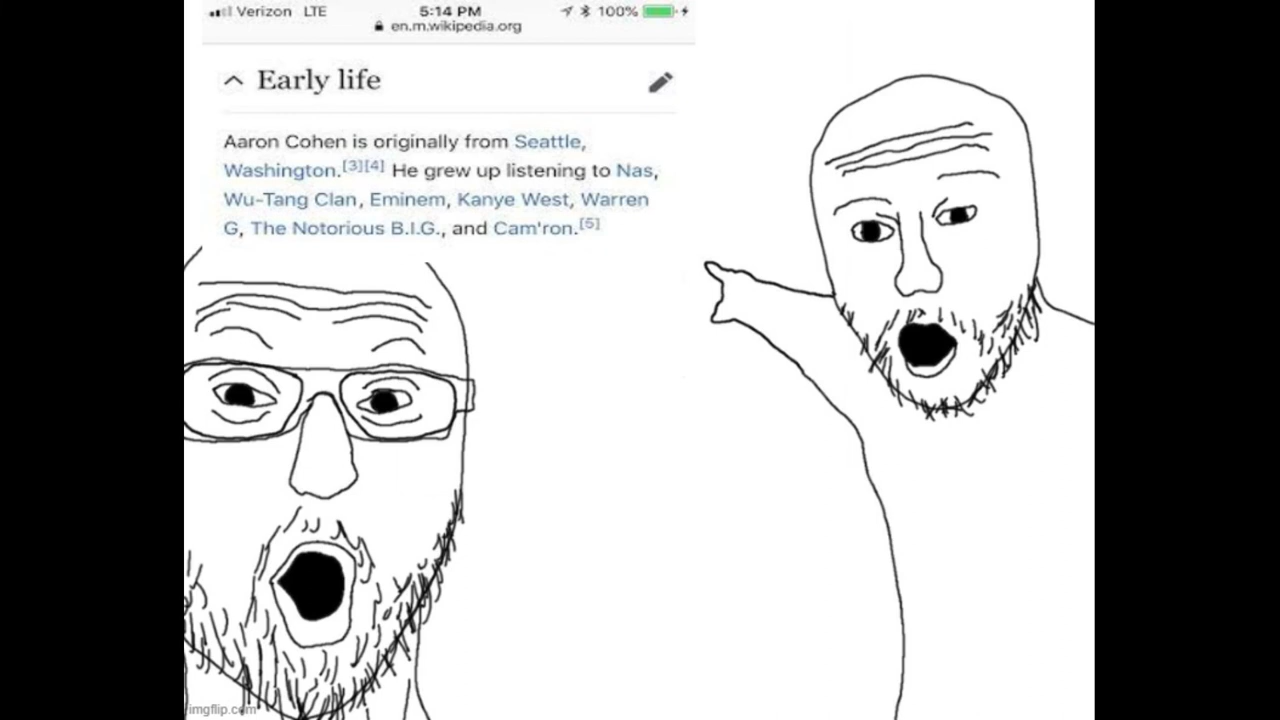 Verizon LTE 5:14 PM 100%
en.m.wikipedia.org
Early life
Aaron Cohen is originally from Seattle,
Washington.[3][4] He grew up listening to Nas,
Wu-Tang Clan, Eminem, Kanye West, Warren
G, The Notorious B.I.G., and Cam'ron.[5]
imgflip.com